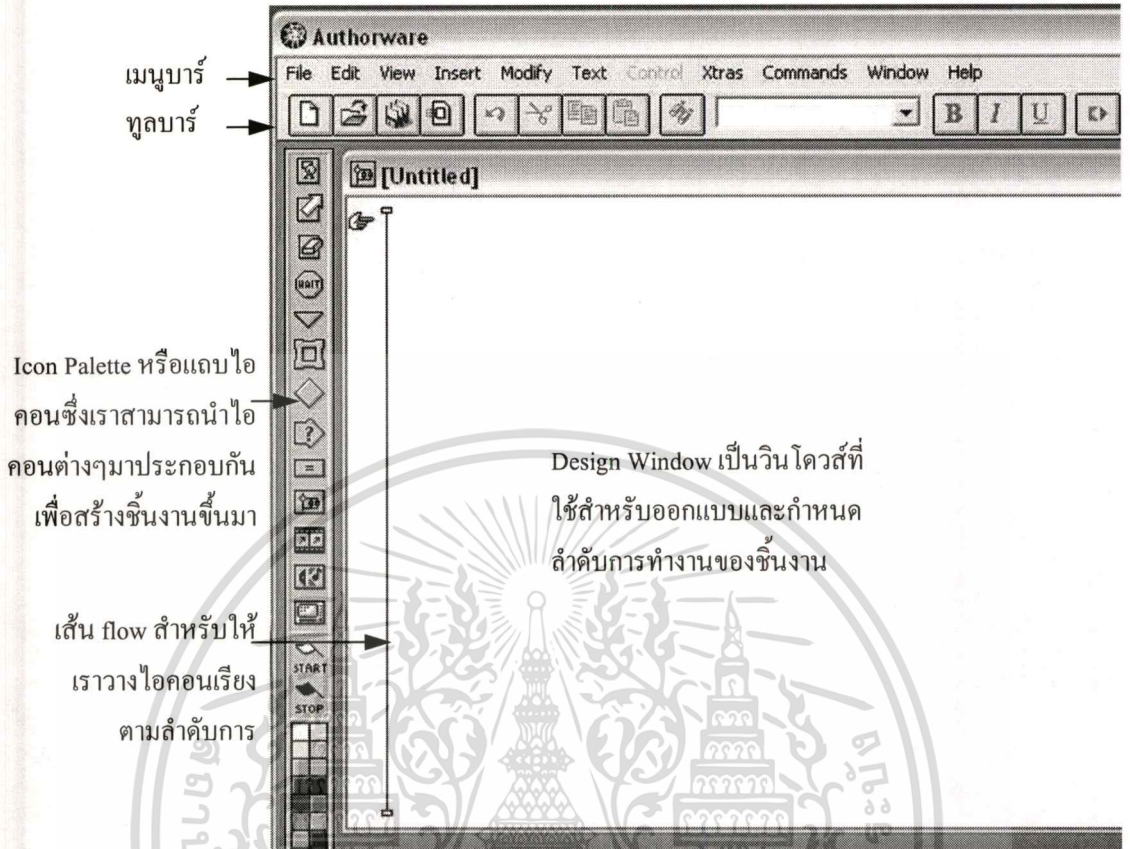 Authorware
เมนูบาร์
File Edit View Insert Modify Text Control Xtras Commands Window Help
ทูลบาร์
B I U
[Untitled]
WAIT
Icon Palette หรือแถบไอ
คอนซึ่งเราสามารถนำไอ
คอนต่างๆมาประกอบกัน
เพื่อสร้างชิ้นงานขึ้นมา
?
=
Design Window เป็นวินโดวส์ที่
ใช้สำหรับออกแบบและกำหนด
ลำดับการทำงานของชิ้นงาน
เส้น flow สำหรับให้
เราวางไอคอนเรียง
ตามลำดับการ
START
STOP